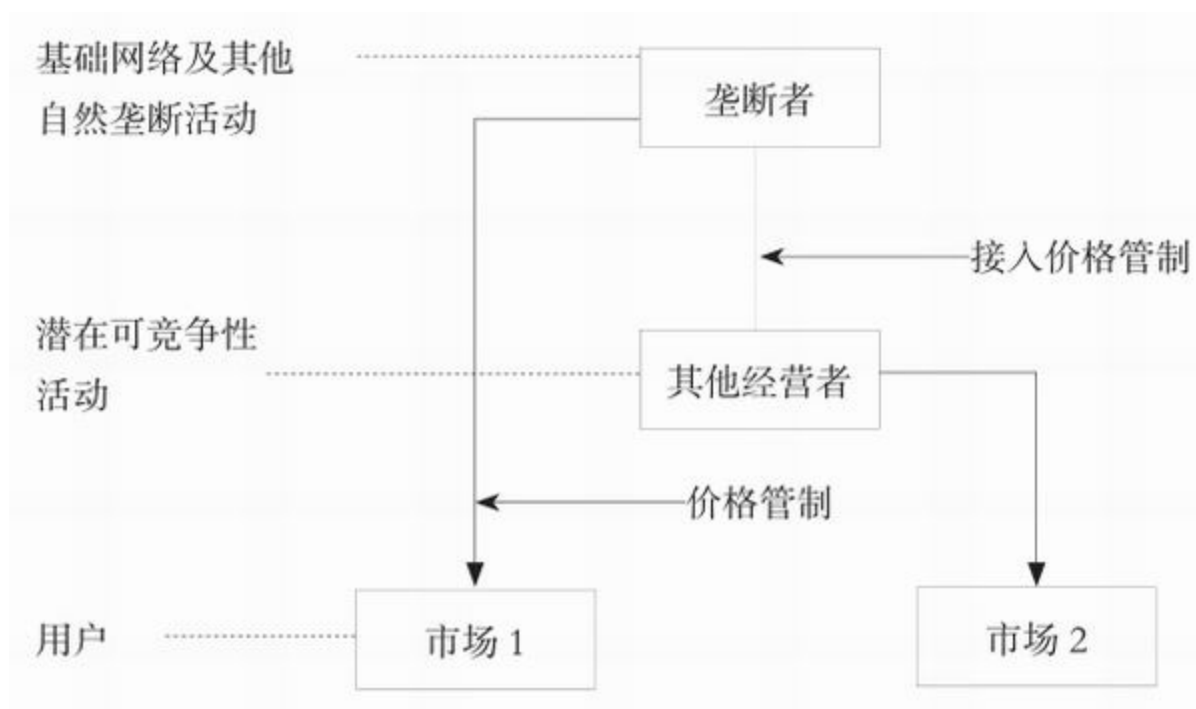 基础网络及其他
自然垄断活动
垄断者
接入价格管制
潜在可竞争性
活动
其他经营者
价格管制
用户
市场 1
市场 2